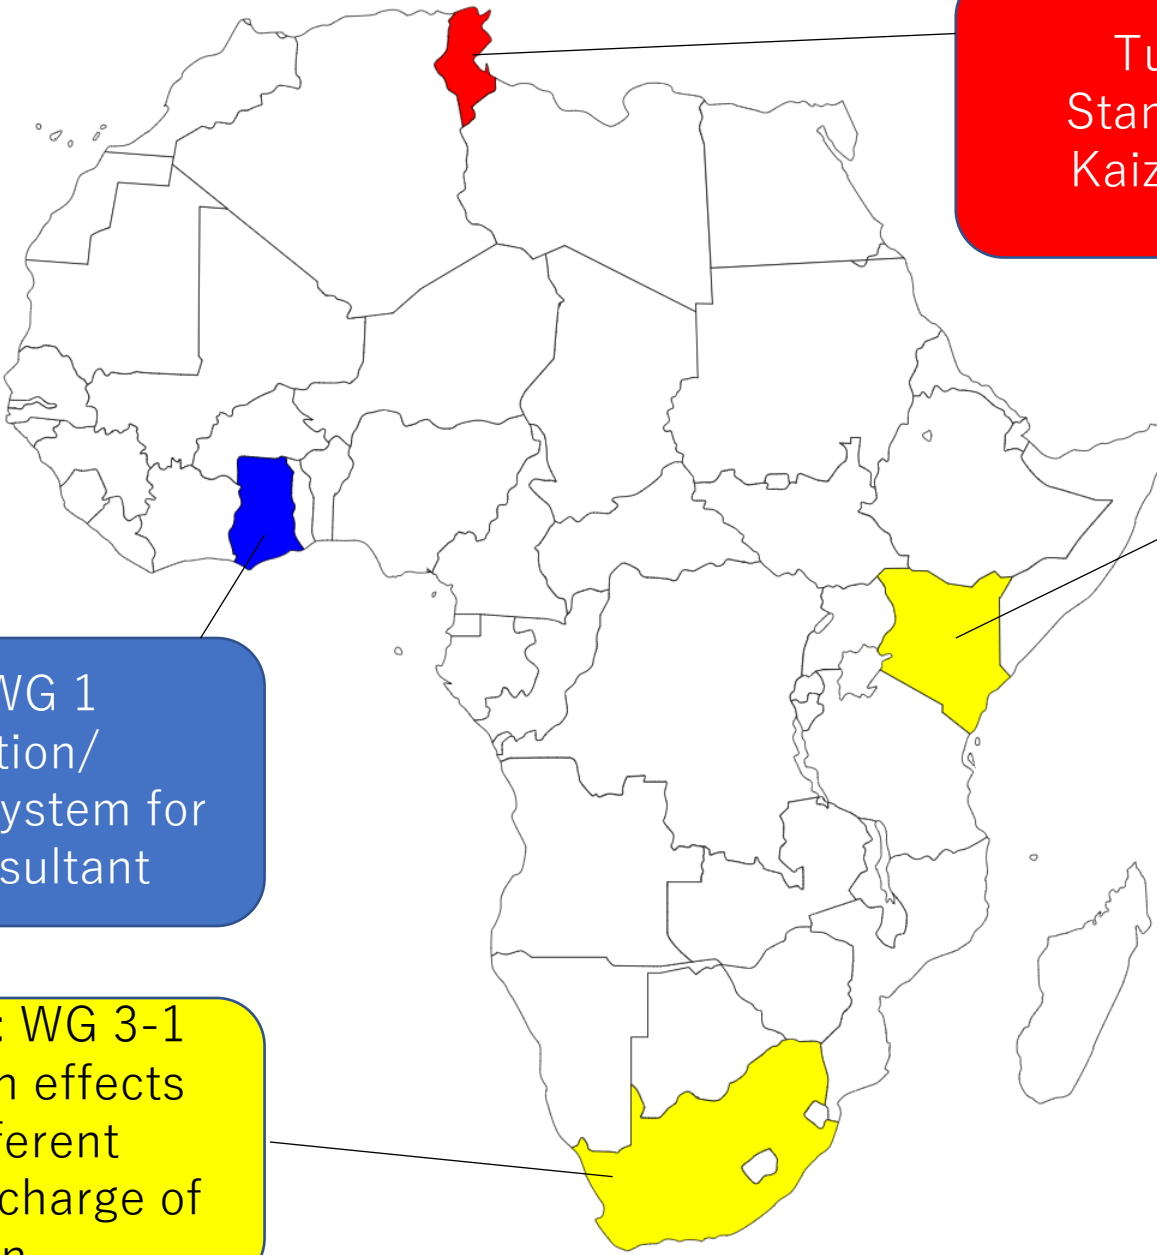 Tu
Stan
Kaiz
WG 1
tion/
ystem for
sultant
: WG 3-1
n effects
ferent
charge of